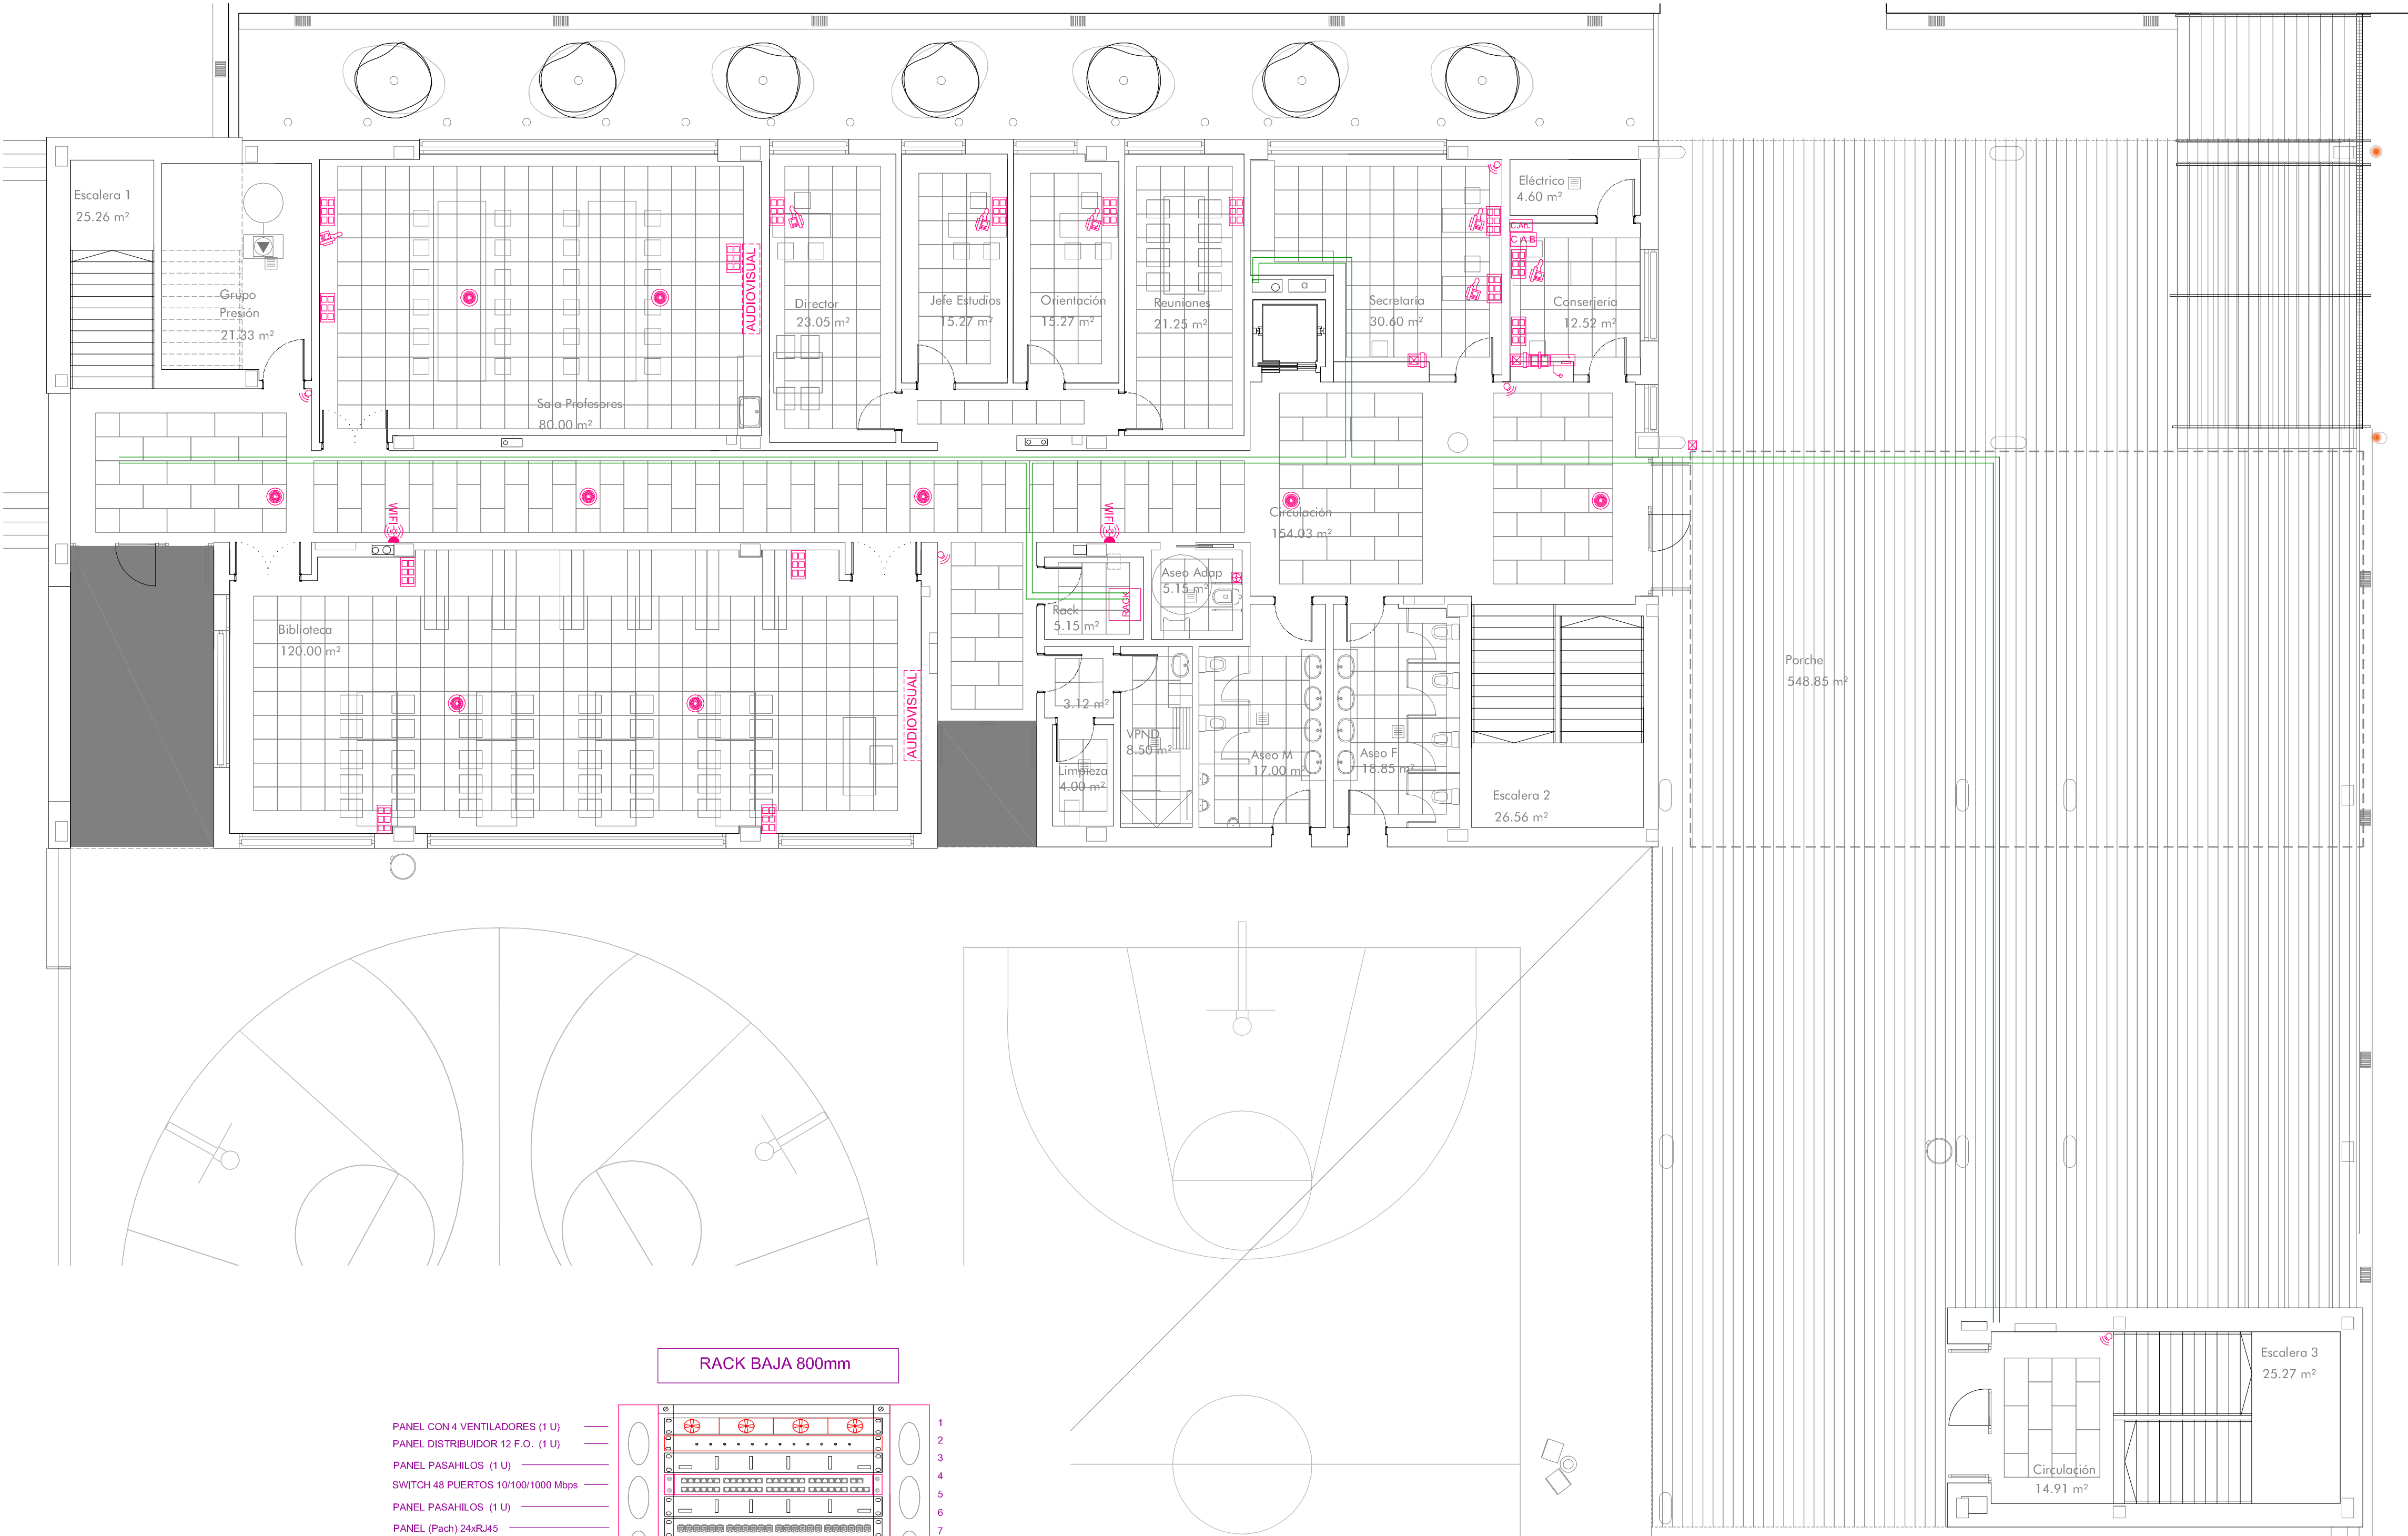 Escalera 1
25.26 m²
Grupo
Presión
21.33 m²
AUDIOVISUAL
Sala Profesores
80.00 m²
Director
23.05 m²
Jefe Estudios
15.27 m²
Orientación
15.27 m²
Reuniones
21.25 m²
Secretaría
30.60 m²
Eléctrico
4.60 m²
C.An.
C A B
Conserjería
12.52 m²
WIFI
WIFI
Circulación
154.03 m²
Biblioteca
120.00 m²
AUDIOVISUAL
RACK
Rack
5.15 m²
Aseo Adap
5.15 m²
3.12 m²
VPND
8.50 m²
Limpieza
4.00 m²
Aseo M
17.00 m²
Aseo F
18.85 m²
Escalera 2
26.56 m²
Porche
548.85 m²
Escalera 3
25.27 m²
Circulación
14.91 m²
RACK BAJA 800mm
PANEL CON 4 VENTILADORES (1 U)
1
PANEL DISTRIBUIDOR 12 F.O. (1 U)
2
PANEL PASAHILOS (1 U)
3
SWITCH 48 PUERTOS 10/100/1000 Mbps
4
5
PANEL PASAHILOS (1 U)
6
PANEL (Pach) 24xRJ45
7